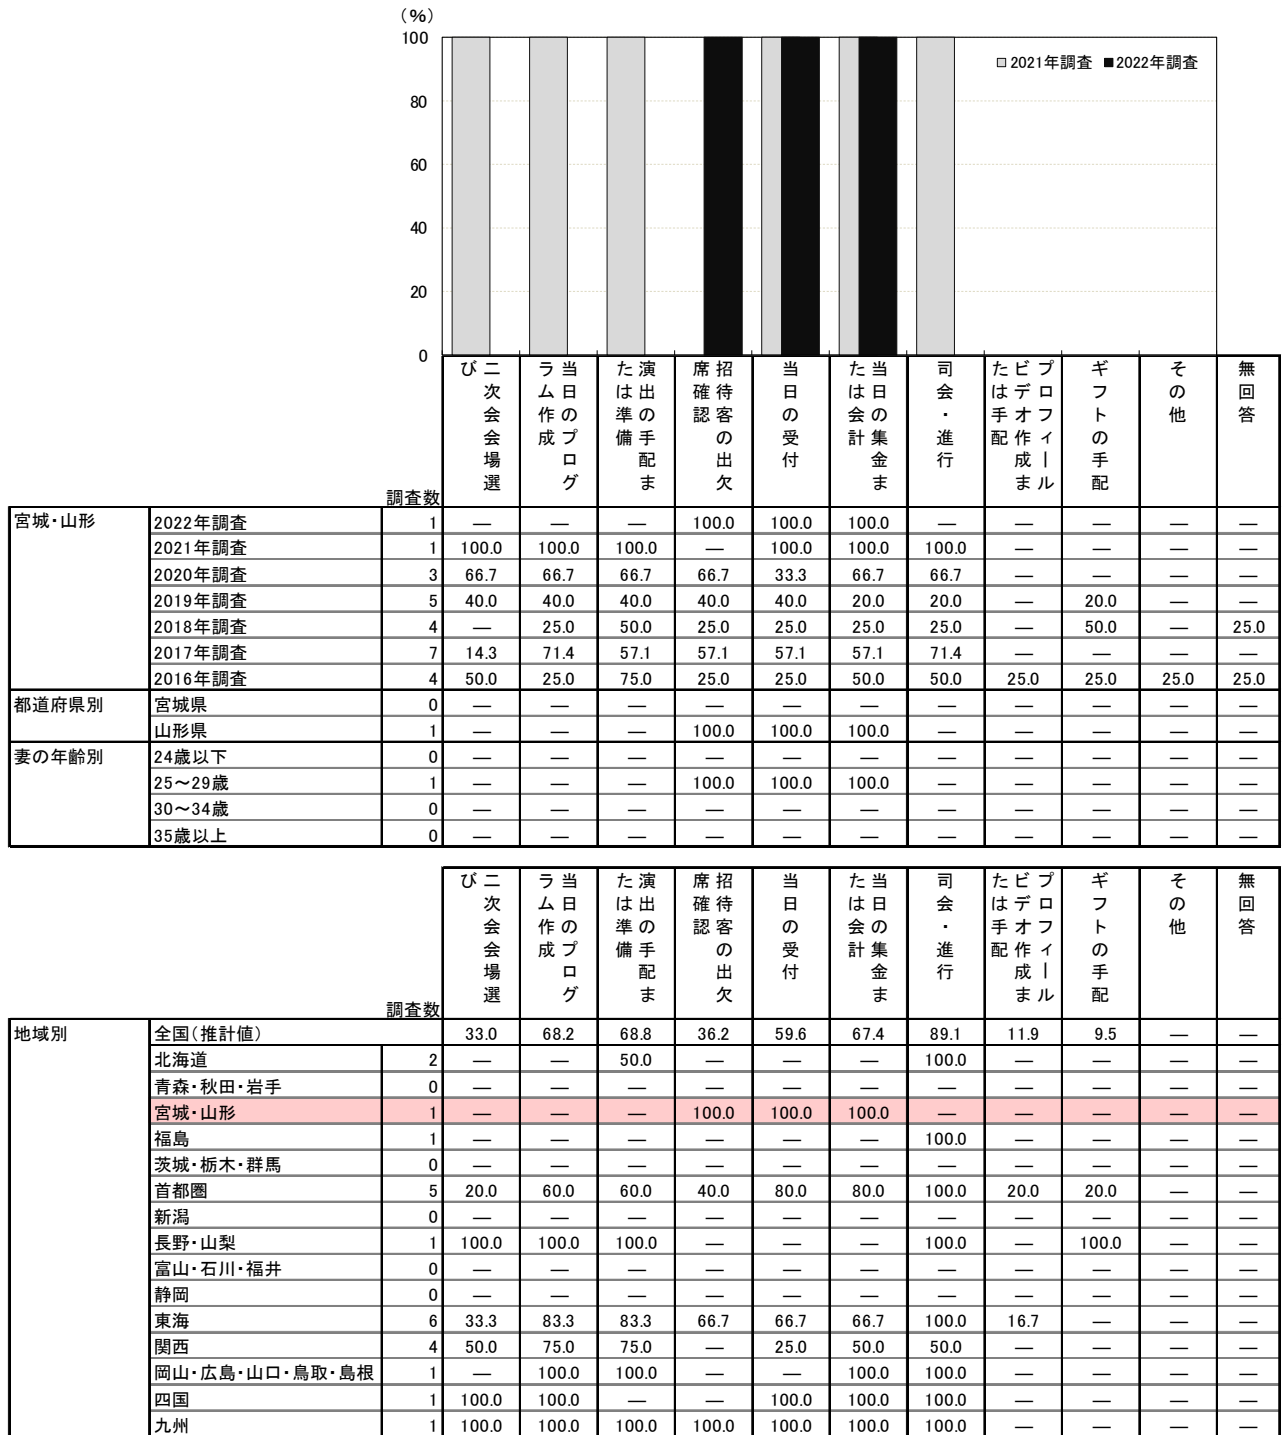 (%)
100
80
60
40
20
0
2021年調査 2022年調査
調査数 二次会会場選び 当日のプログラム作成 演出の手配または準備 招待客の出欠席確認 当日の受付 当日の集金または会計 司会・進行 プロフィールビデオ作成または手配 ギフトの手配 その他 無回答
宮城・山形 2022年調査 1 — — — 100.0 100.0 100.0 — — — — —
2021年調査 1 100.0 100.0 100.0 — 100.0 100.0 100.0 — — — —
2020年調査 3 66.7 66.7 66.7 66.7 33.3 66.7 66.7 — — — —
2019年調査 5 40.0 40.0 40.0 40.0 40.0 20.0 20.0 — 20.0 — —
2018年調査 4 — 25.0 50.0 25.0 25.0 25.0 25.0 — 50.0 — 25.0
2017年調査 7 14.3 71.4 57.1 57.1 57.1 57.1 71.4 — — — —
2016年調査 4 50.0 25.0 75.0 25.0 25.0 50.0 50.0 25.0 25.0 25.0 25.0
都道府県別 宮城県 0 — — — — — — — — — — —
山形県 1 — — — 100.0 100.0 100.0 — — — — —
妻の年齢別 24歳以下 0 — — — — — — — — — — —
25～29歳 1 — — — 100.0 100.0 100.0 — — — — —
30～34歳 0 — — — — — — — — — — —
35歳以上 0 — — — — — — — — — — —
調査数 二次会会場選び 当日のプログラム作成 演出の手配または準備 招待客の出欠席確認 当日の受付 当日の集金または会計 司会・進行 プロフィールビデオ作成または手配 ギフトの手配 その他 無回答
地域別 全国(推計値) 33.0 68.2 68.8 36.2 59.6 67.4 89.1 11.9 9.5 — —
北海道 2 — — 50.0 — — — 100.0 — — — —
青森・秋田・岩手 0 — — — — — — — — — — —
宮城・山形 1 — — — 100.0 100.0 100.0 — — — — —
福島 1 — — — — — — 100.0 — — — —
茨城・栃木・群馬 0 — — — — — — — — — — —
首都圏 5 20.0 60.0 60.0 40.0 80.0 80.0 100.0 20.0 20.0 — —
新潟 0 — — — — — — — — — — —
長野・山梨 1 100.0 100.0 100.0 — — — 100.0 — 100.0 — —
富山・石川・福井 0 — — — — — — — — — — —
静岡 0 — — — — — — — — — — —
東海 6 33.3 83.3 83.3 66.7 66.7 66.7 100.0 16.7 — — —
関西 4 50.0 75.0 75.0 — 25.0 50.0 50.0 — — — —
岡山・広島・山口・鳥取・島根 1 — 100.0 100.0 — — 100.0 100.0 — — — —
四国 1 100.0 100.0 — — 100.0 100.0 100.0 — — — —
九州 1 100.0 100.0 100.0 100.0 100.0 100.0 100.0 — — — —